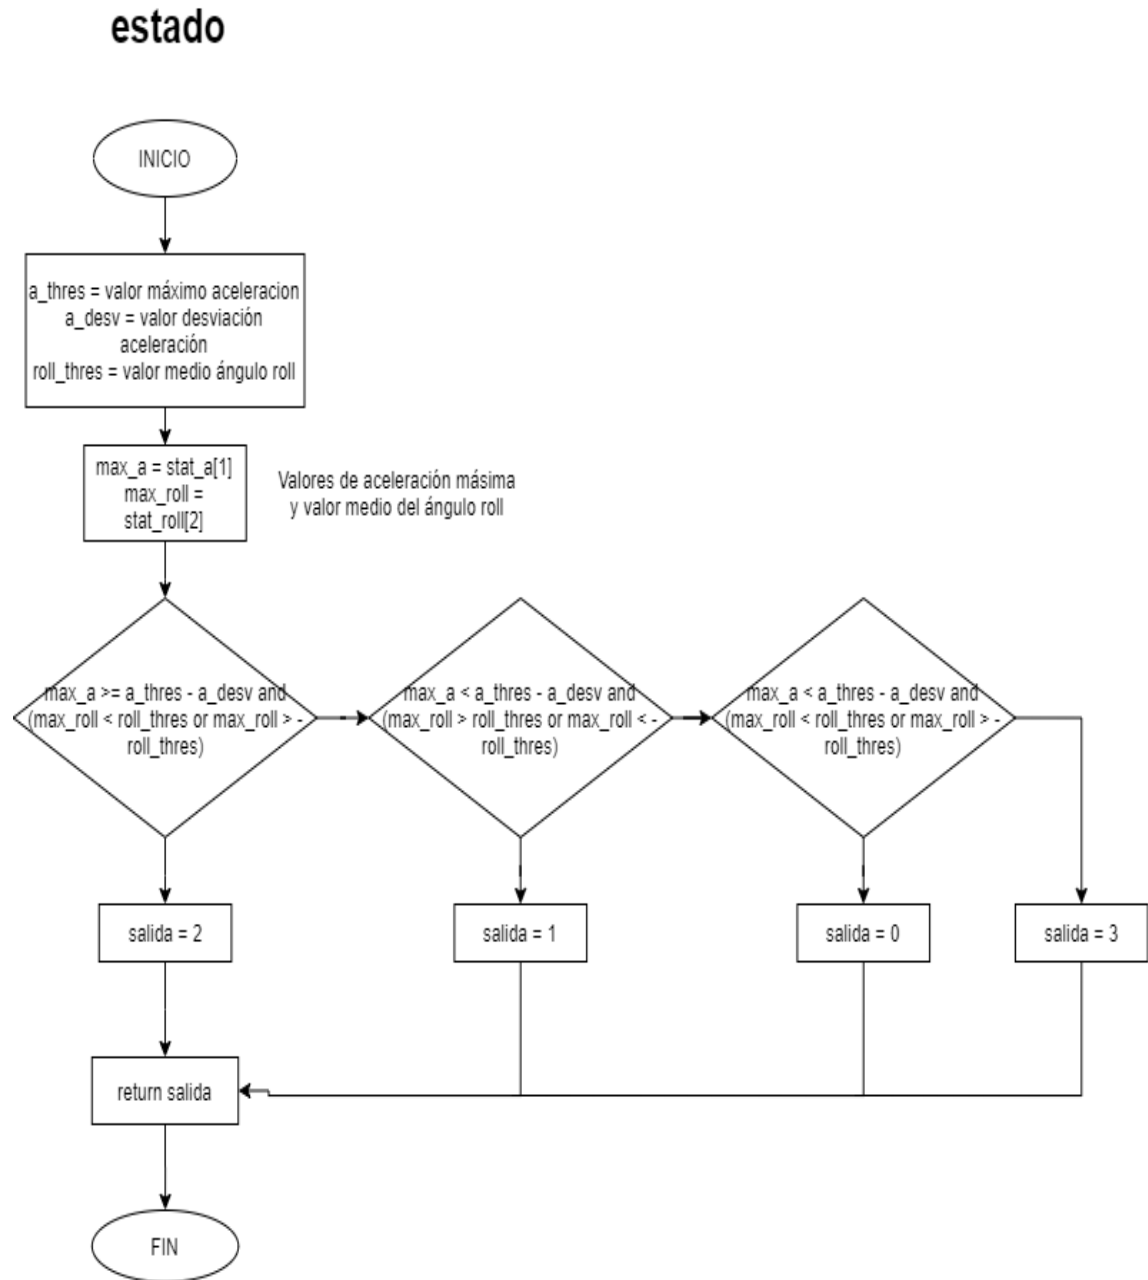 estado
INICIO
a_thres = valor máximo aceleracion
a_desv = valor desviación
aceleración
roll_thres = valor medio ángulo roll
max_a = stat_a[1]
max_roll =
stat_roll[2]
Valores de aceleración másima
y valor medio del ángulo roll
max_a >= a_thres - a_desv and
(max_roll < roll_thres or max_roll > -
roll_thres)
max_a < a_thres - a_desv and
(max_roll > roll_thres or max_roll < -
roll_thres)
max_a < a_thres - a_desv and
(max_roll < roll_thres or max_roll > -
roll_thres)
salida = 2
salida = 1
salida = 0
salida = 3
return salida
FIN